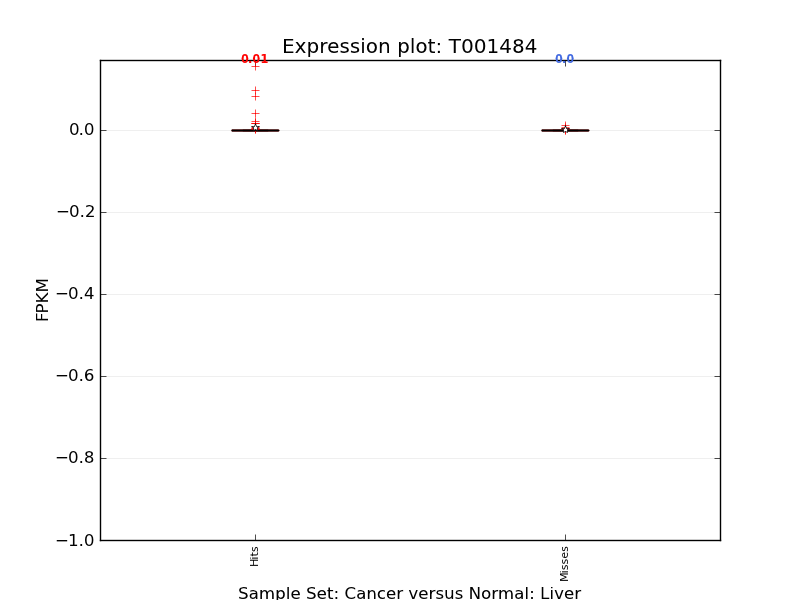 Expression plot: T001484
0.01
0.0
0.0
−0.2
−0.4
−0.6
−0.8
−1.0
FPKM
Hits
Misses
Sample Set: Cancer versus Normal: Liver